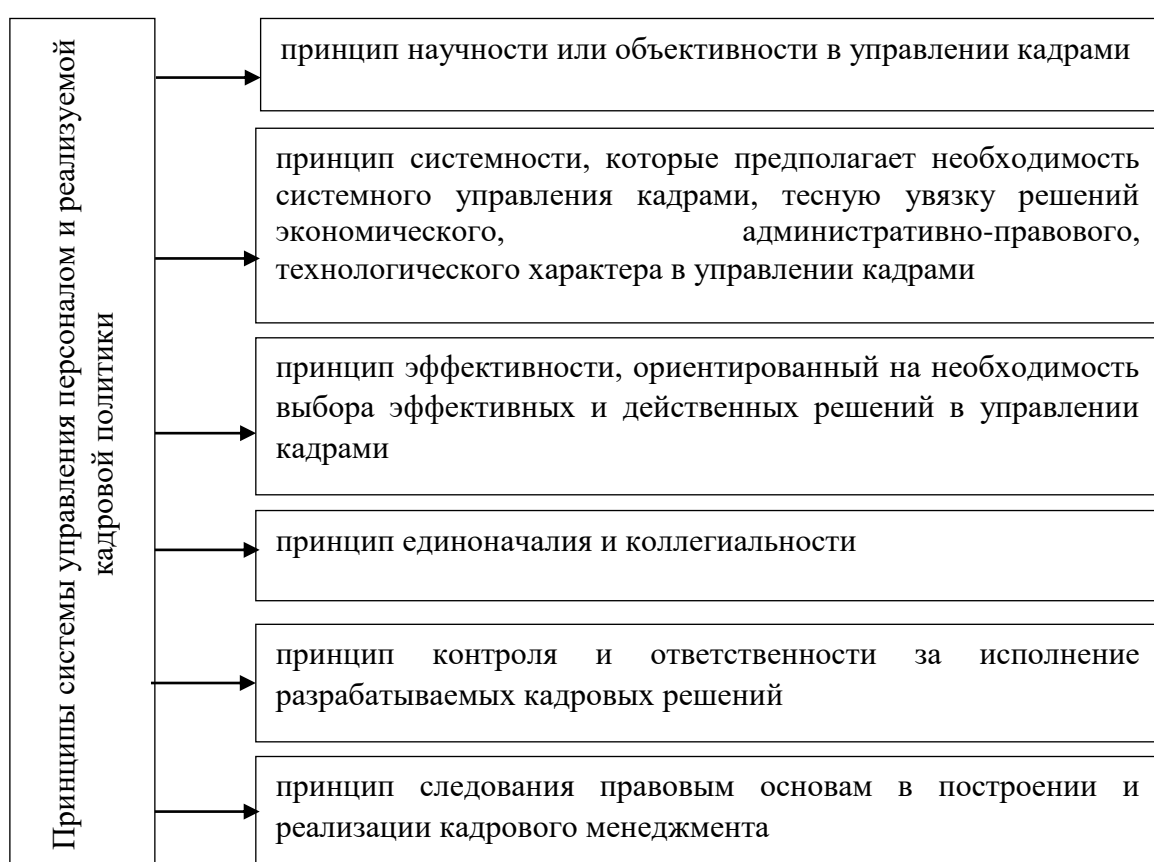 Принципы системы управления персоналом и реализуемой
кадровой политики
принцип научности или объективности в управлении кадрами
принцип системности, которые предполагает необходимость
системного управления кадрами, тесную увязку решений
экономического, административно-правового,
технологического характера в управлении кадрами
принцип эффективности, ориентированный на необходимость
выбора эффективных и действенных решений в управлении
кадрами
принцип единоначалия и коллегиальности
принцип контроля и ответственности за исполнение
разрабатываемых кадровых решений
принцип следования правовым основам в построении и
реализации кадрового менеджмента